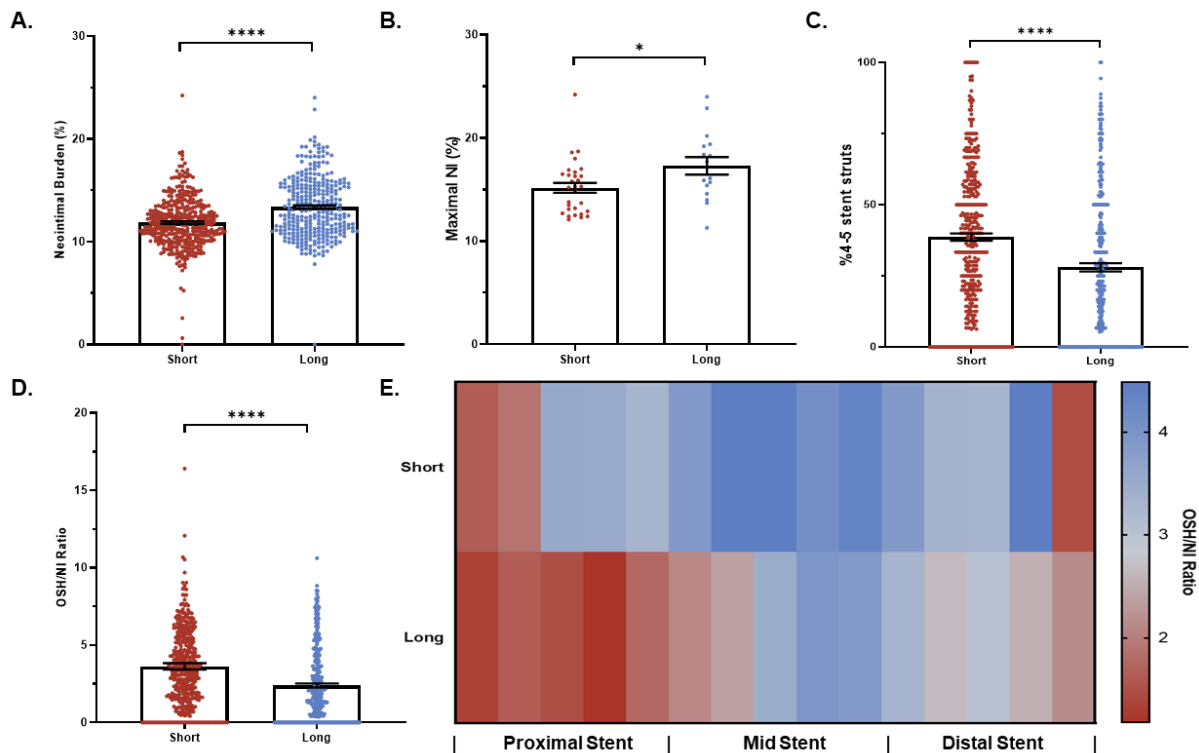 A.
B.
C.
****
*
****
30
20
10
0
Neointimal Burden (%)
Short
Long
30
20
10
0
Maximal NI (%)
Short
Long
100
50
0
%4-5 stent struts
Short
Long
D.
E.
****
20
15
10
5
0
OSH/NI Ratio
Short
Long
Short
Long
| Proximal Stent | Mid Stent | Distal Stent |
4
3
2
OSH/NI Ratio